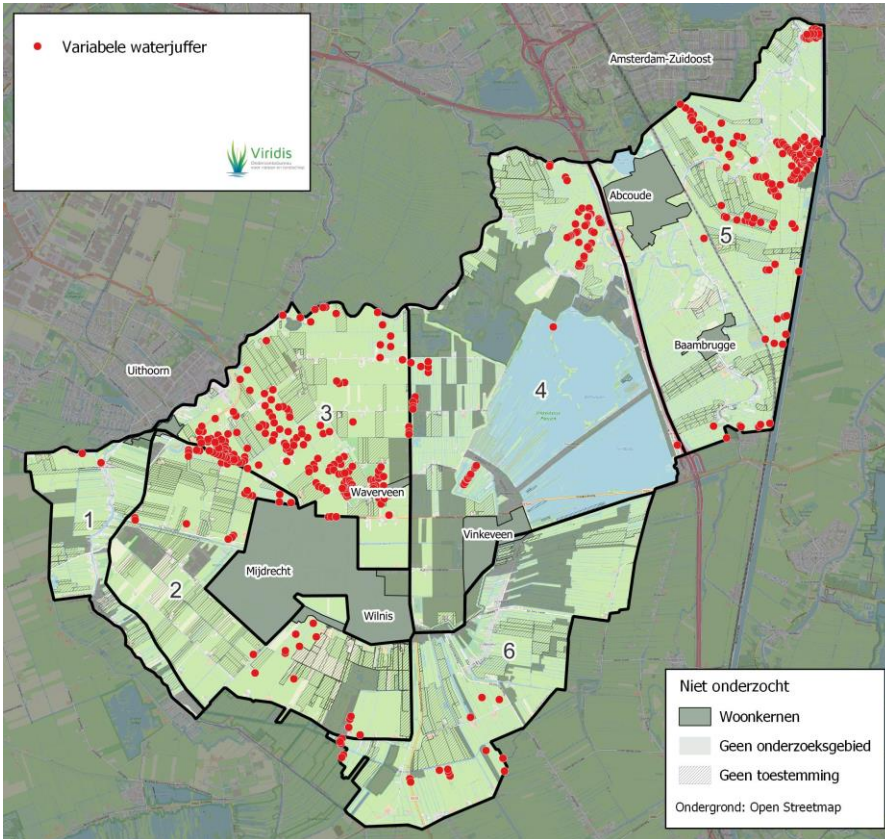 Variabele waterjuffer
Viridis
Amsterdam-Zuidoost
Abcoude
5
Baambrugge
Uithoorn
4
3
Waverveen
1
Vinkeveen
2
Mijdrecht
Wilnis
6
Niet onderzocht
Woonkernen
Geen onderzoeksgebied
Geen toestemming
Ondergrond: Open Streetmap